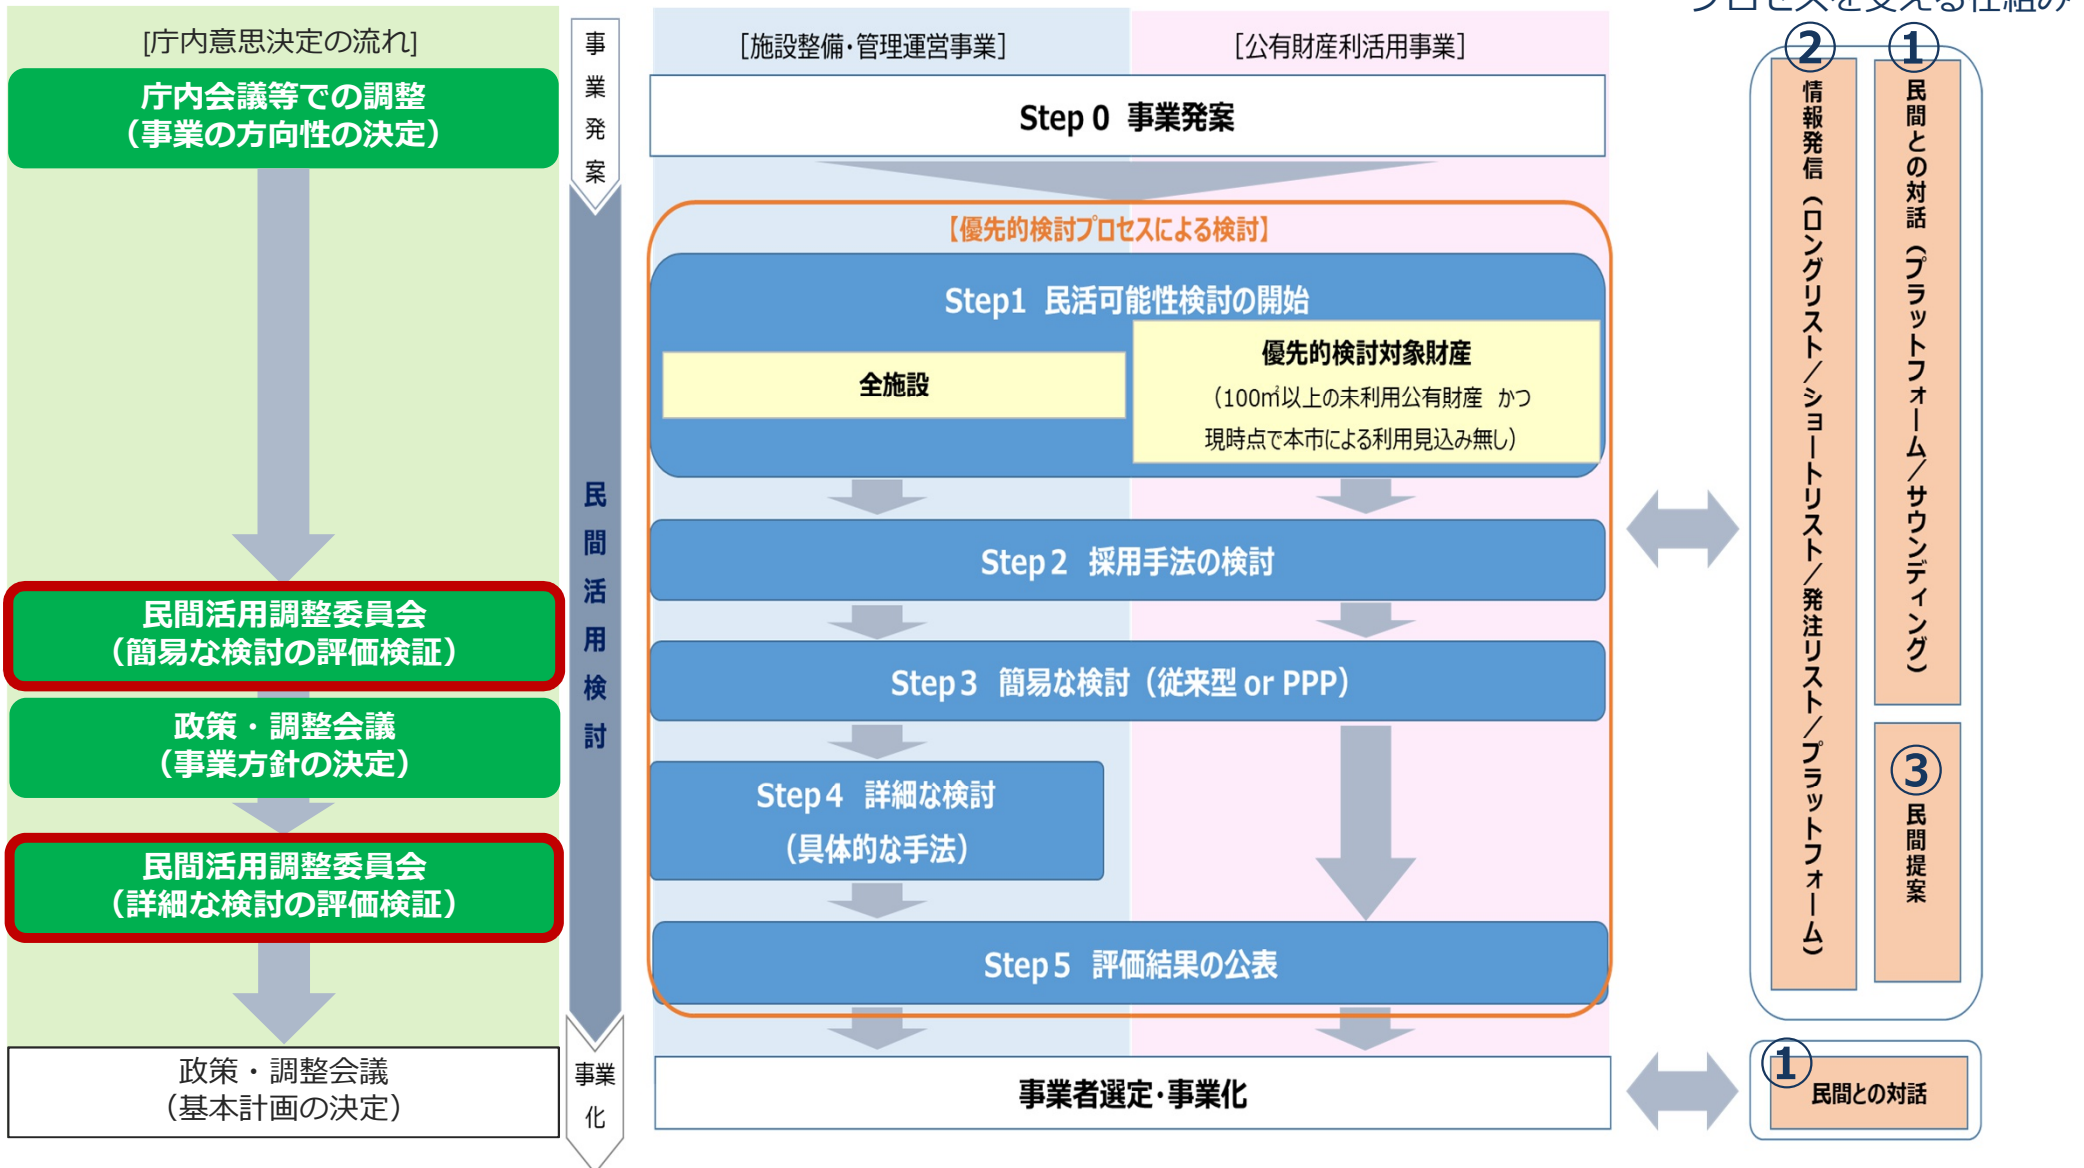 プロセスを支える仕組み
[庁内意思決定の流れ]
庁内会議等での調整
（事業の方向性の決定）
民間活用調整委員会
（簡易な検討の評価検証）
政策・調整会議
（事業方針の決定）
民間活用調整委員会
（詳細な検討の評価検証）
政策・調整会議
（基本計画の決定）
事業発案
民間活用検討
事業化
［施設整備・管理運営事業］
［公有財産利活用事業］
Step 0 事業発案
【優先的検討プロセスによる検討】
Step1 民活可能性検討の開始
全施設
優先的検討対象財産
（100㎡以上の未利用公有財産 かつ
現時点で本市による利用見込み無し）
Step 2 採用手法の検討
Step 3 簡易な検討（従来型 or PPP）
Step 4 詳細な検討
（具体的な手法）
Step 5 評価結果の公表
事業者選定・事業化
①
民間との対話（プラットフォーム／サウンディング）
②
情報発信（ロングリスト／ショートリスト／発注リスト／プラットフォーム）
③
民間提案
①
民間との対話